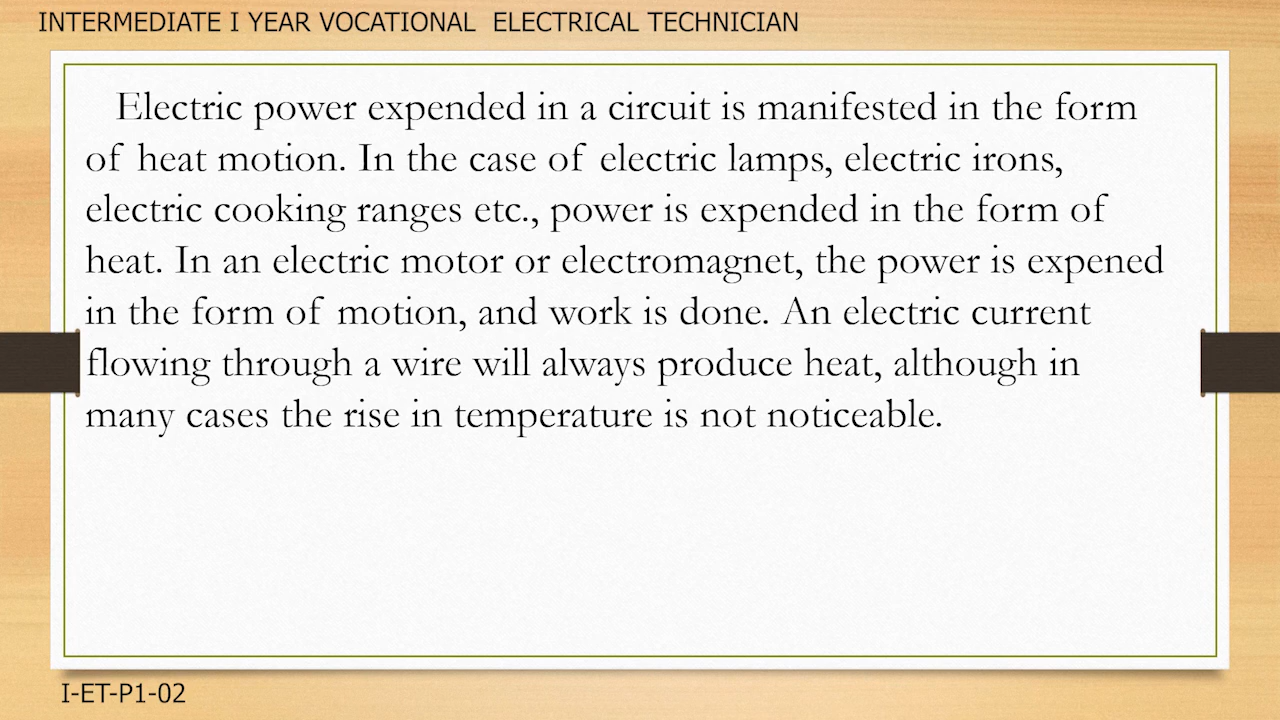 INTERMEDIATE I YEAR VOCATIONAL ELECTRICAL TECHNICIAN
Electric power expended in a circuit is manifested in the form
of heat motion. In the case of electric lamps, electric irons,
electric cooking ranges etc., power is expended in the form of
heat. In an electric motor or electromagnet, the power is expened
in the form of motion, and work is done. An electric current
flowing through a wire will always produce heat, although in
many cases the rise in temperature is not noticeable.
I-ET-P1-02